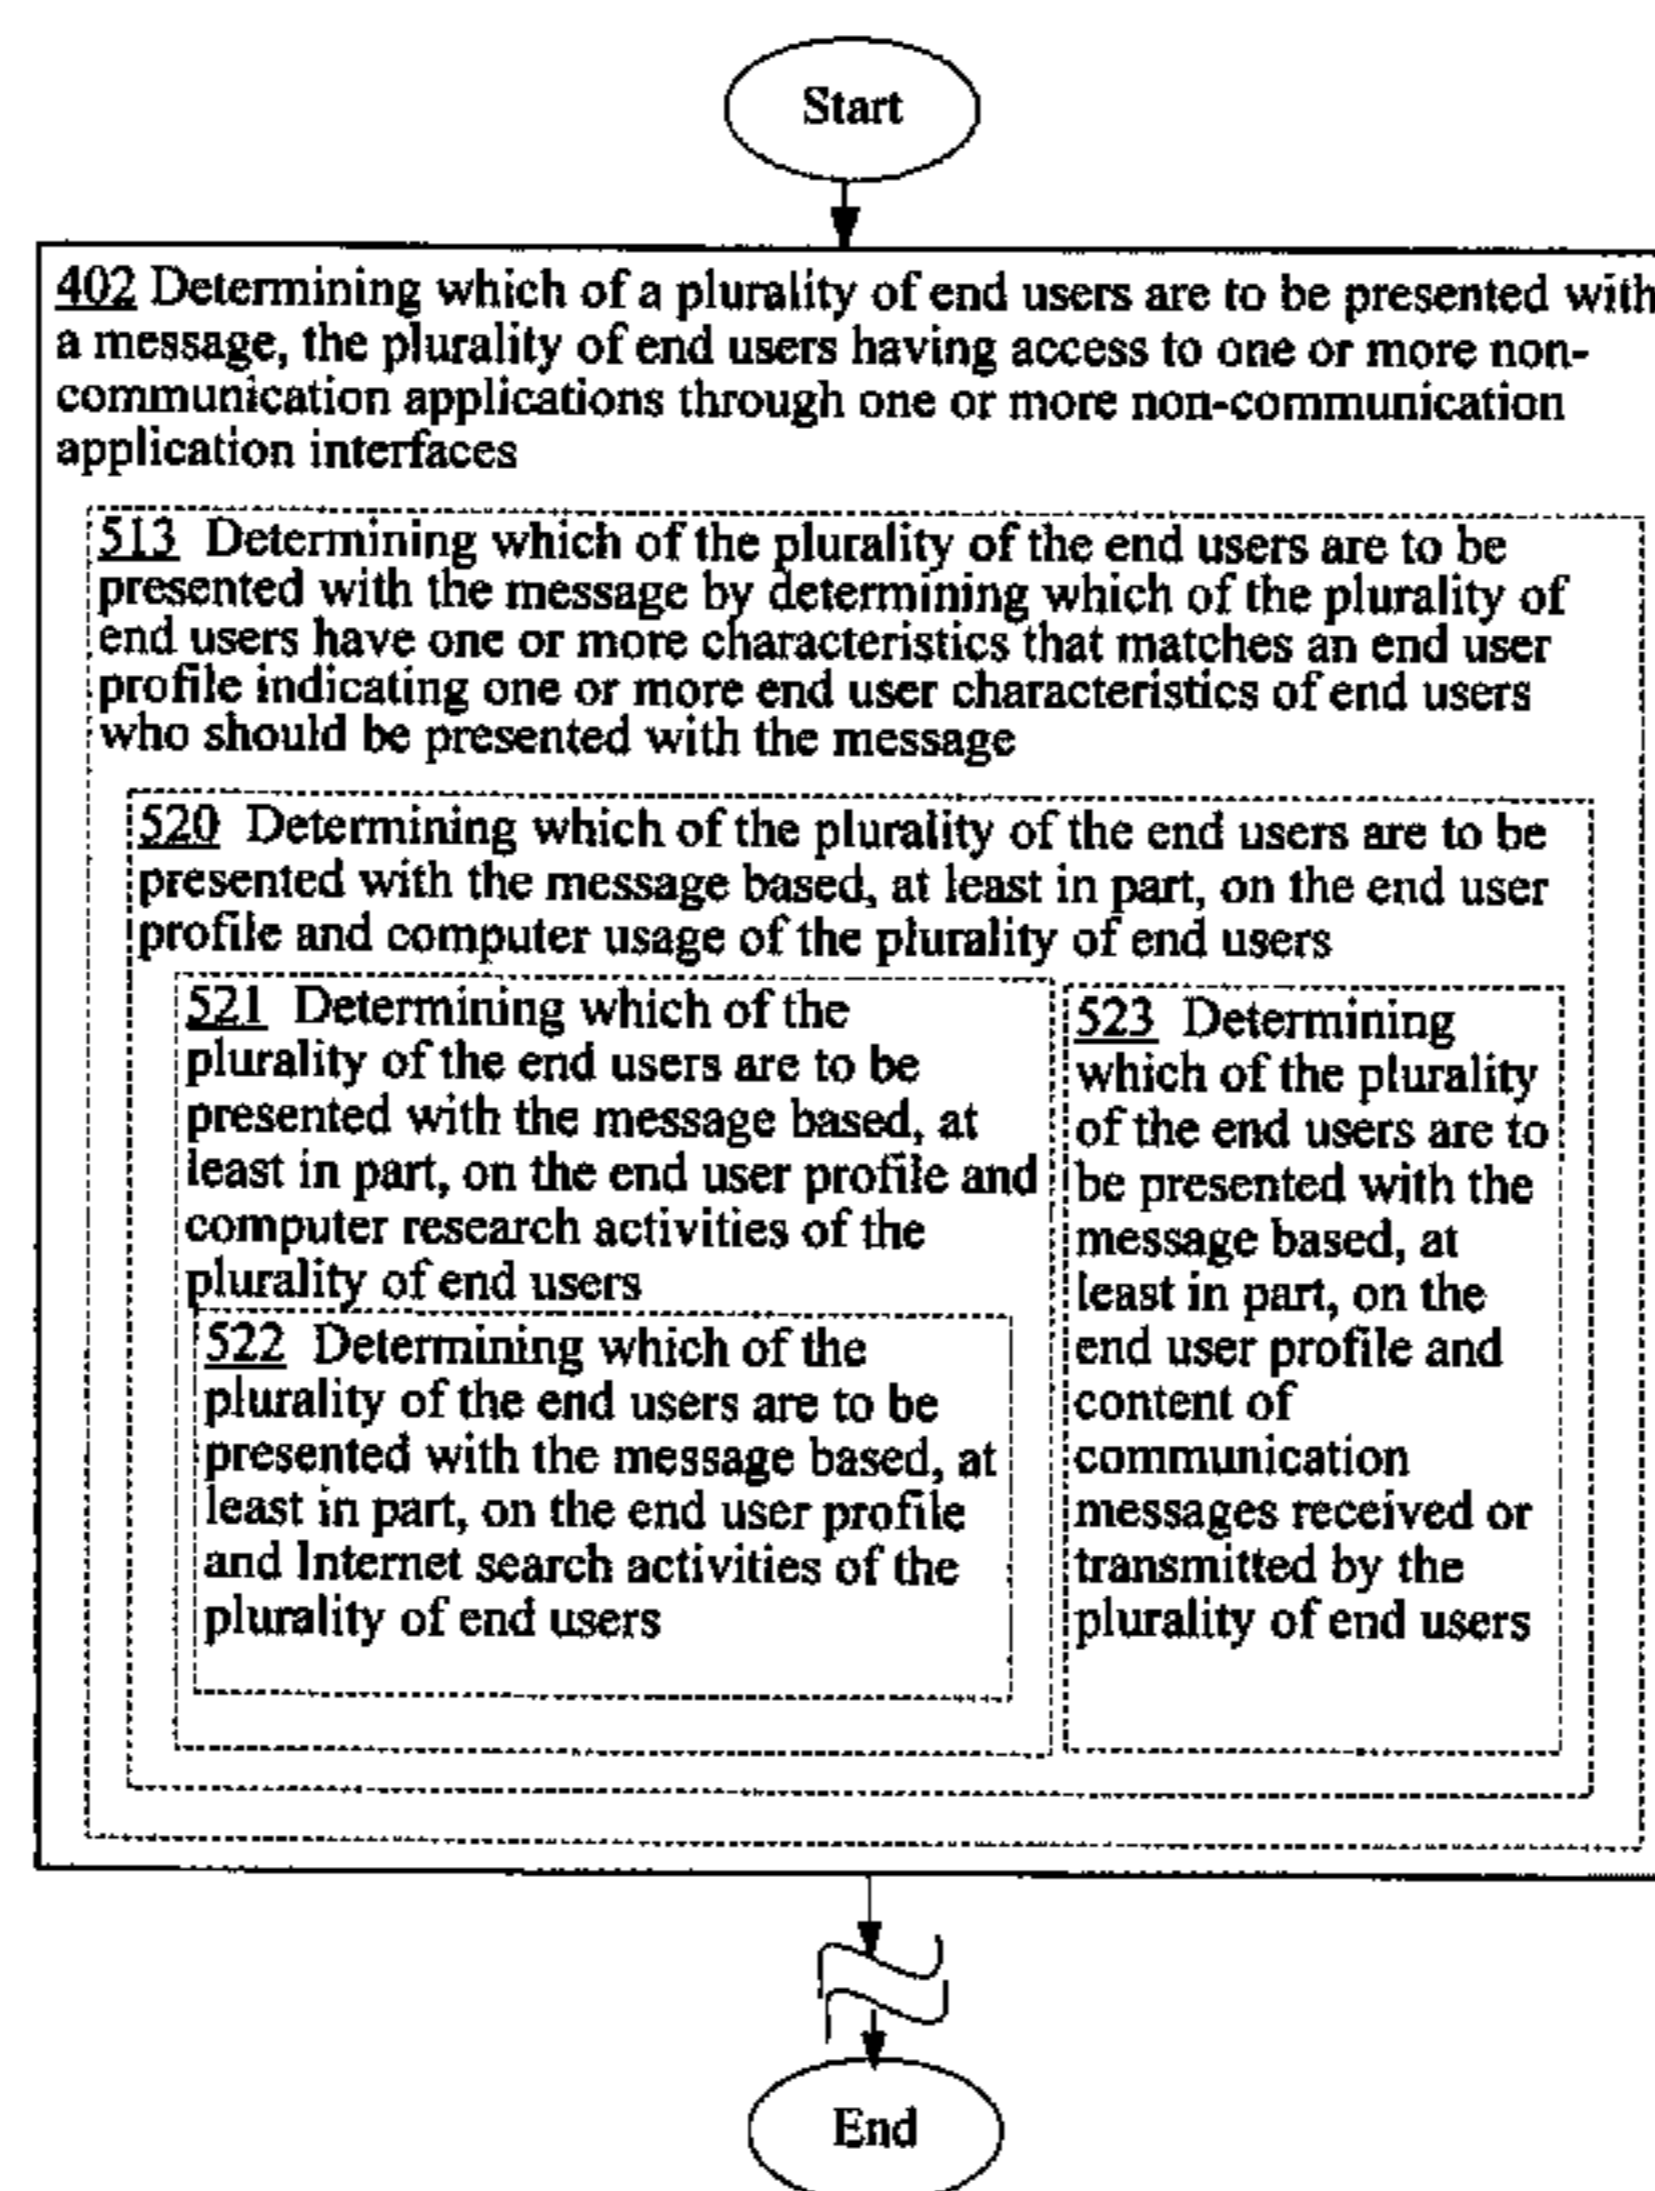 Start
402 Determining which of a plurality of end users are to be presented with
a message, the plurality of end users having access to one or more non-
communication applications through one or more non-communication
application interfaces
513 Determining which of the plurality of the end users are to be
presented with the message by determining which of the plurality of
end users have one or more characteristics that matches an end user
profile indicating one or more end user characteristics of end users
who should be presented with the message
520 Determining which of the plurality of the end users are to be
presented with the message based, at least in part, on the end user
profile and computer usage of the plurality of end users
521 Determining which of the
plurality of the end users are to be
presented with the message based, at
least in part, on the end user profile and
computer research activities of the
plurality of end users
522 Determining which of the
plurality of the end users are to be
presented with the message based, at
least in part, on the end user profile
and Internet search activities of the
plurality of end users
523 Determining
which of the plurality
of the end users are to
be presented with the
message based, at
least in part, on the
end user profile and
content of
communication
messages received or
transmitted by the
plurality of end users
End